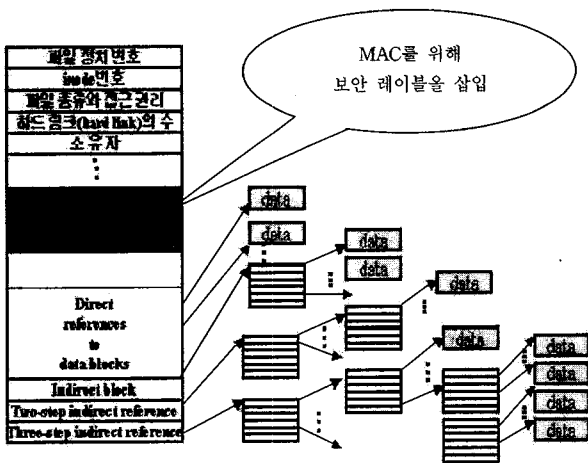 파일 장치 번호
inode번호
파일 종류와 접근 권리
하드 링크(hard link)의 수
소유자
MAC를 위해
보안 레이블을 삽입
data
data
data
data
data
data
data
data
data
data
Direct
references
to
data blocks
Indirect block
Two-step indirect reference
Three-step indirect reference